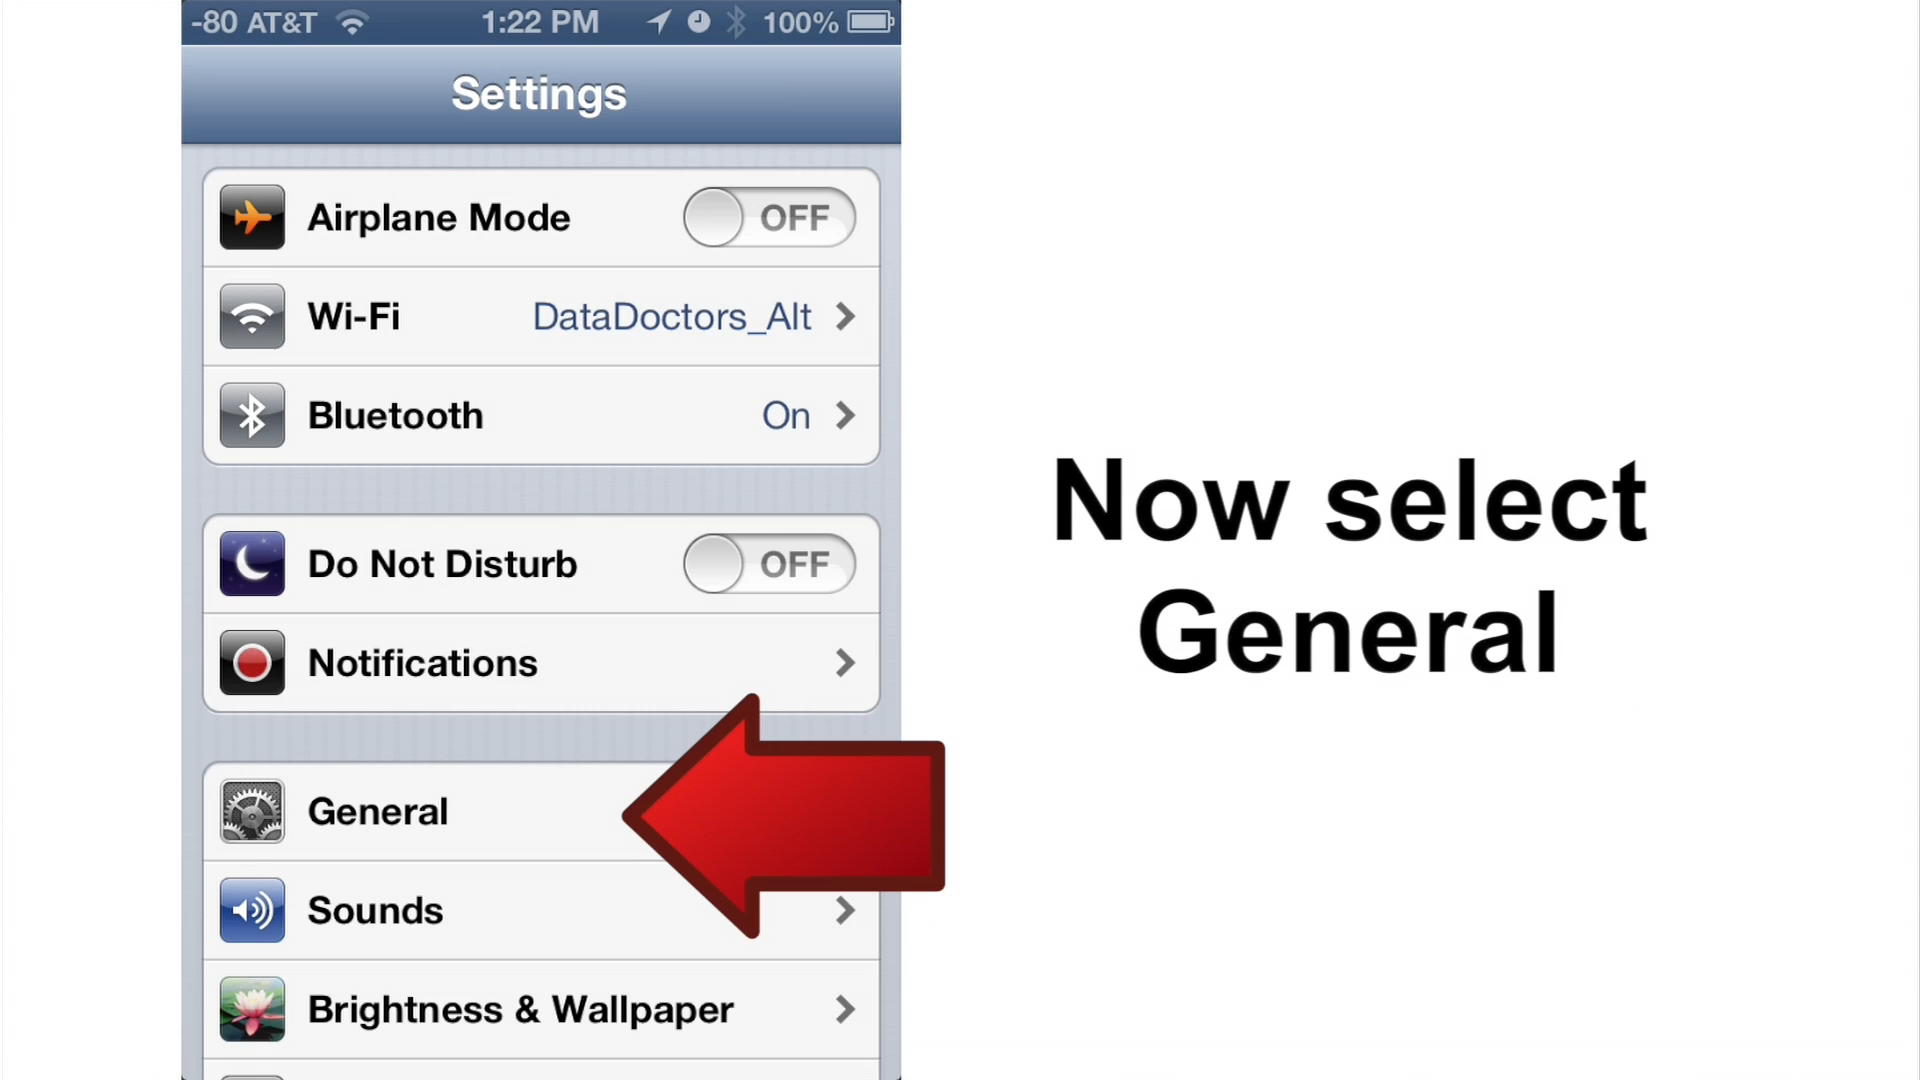 -80 AT&T 1:22 PM 100%
Settings
Airplane Mode OFF
Wi-Fi DataDoctors_Alt
Bluetooth On
Do Not Disturb OFF
Notifications
General
Sounds
Brightness & Wallpaper
Now select
General